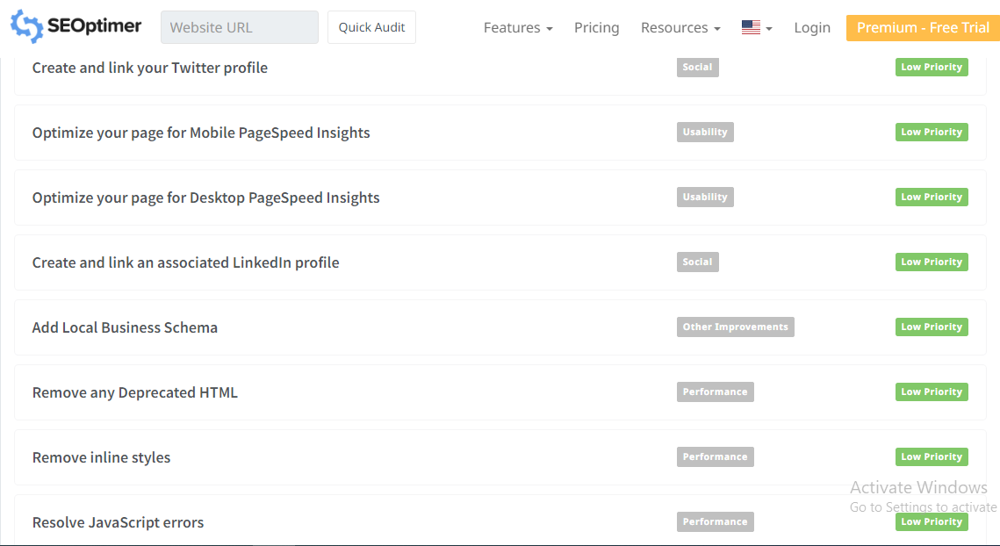 SEOptimer
Website URL
Quick Audit
Features
Pricing
Resources
Login
Premium - Free Trial
Create and link your Twitter profile
Social
Low Priority
Optimize your page for Mobile PageSpeed Insights
Usability
Low Priority
Optimize your page for Desktop PageSpeed Insights
Usability
Low Priority
Create and link an associated LinkedIn profile
Social
Low Priority
Add Local Business Schema
Other Improvements
Low Priority
Remove any Deprecated HTML
Performance
Low Priority
Remove inline styles
Performance
Low Priority
Activate Windows
Go to Settings to activate
Resolve JavaScript errors
Performance
Low Priority